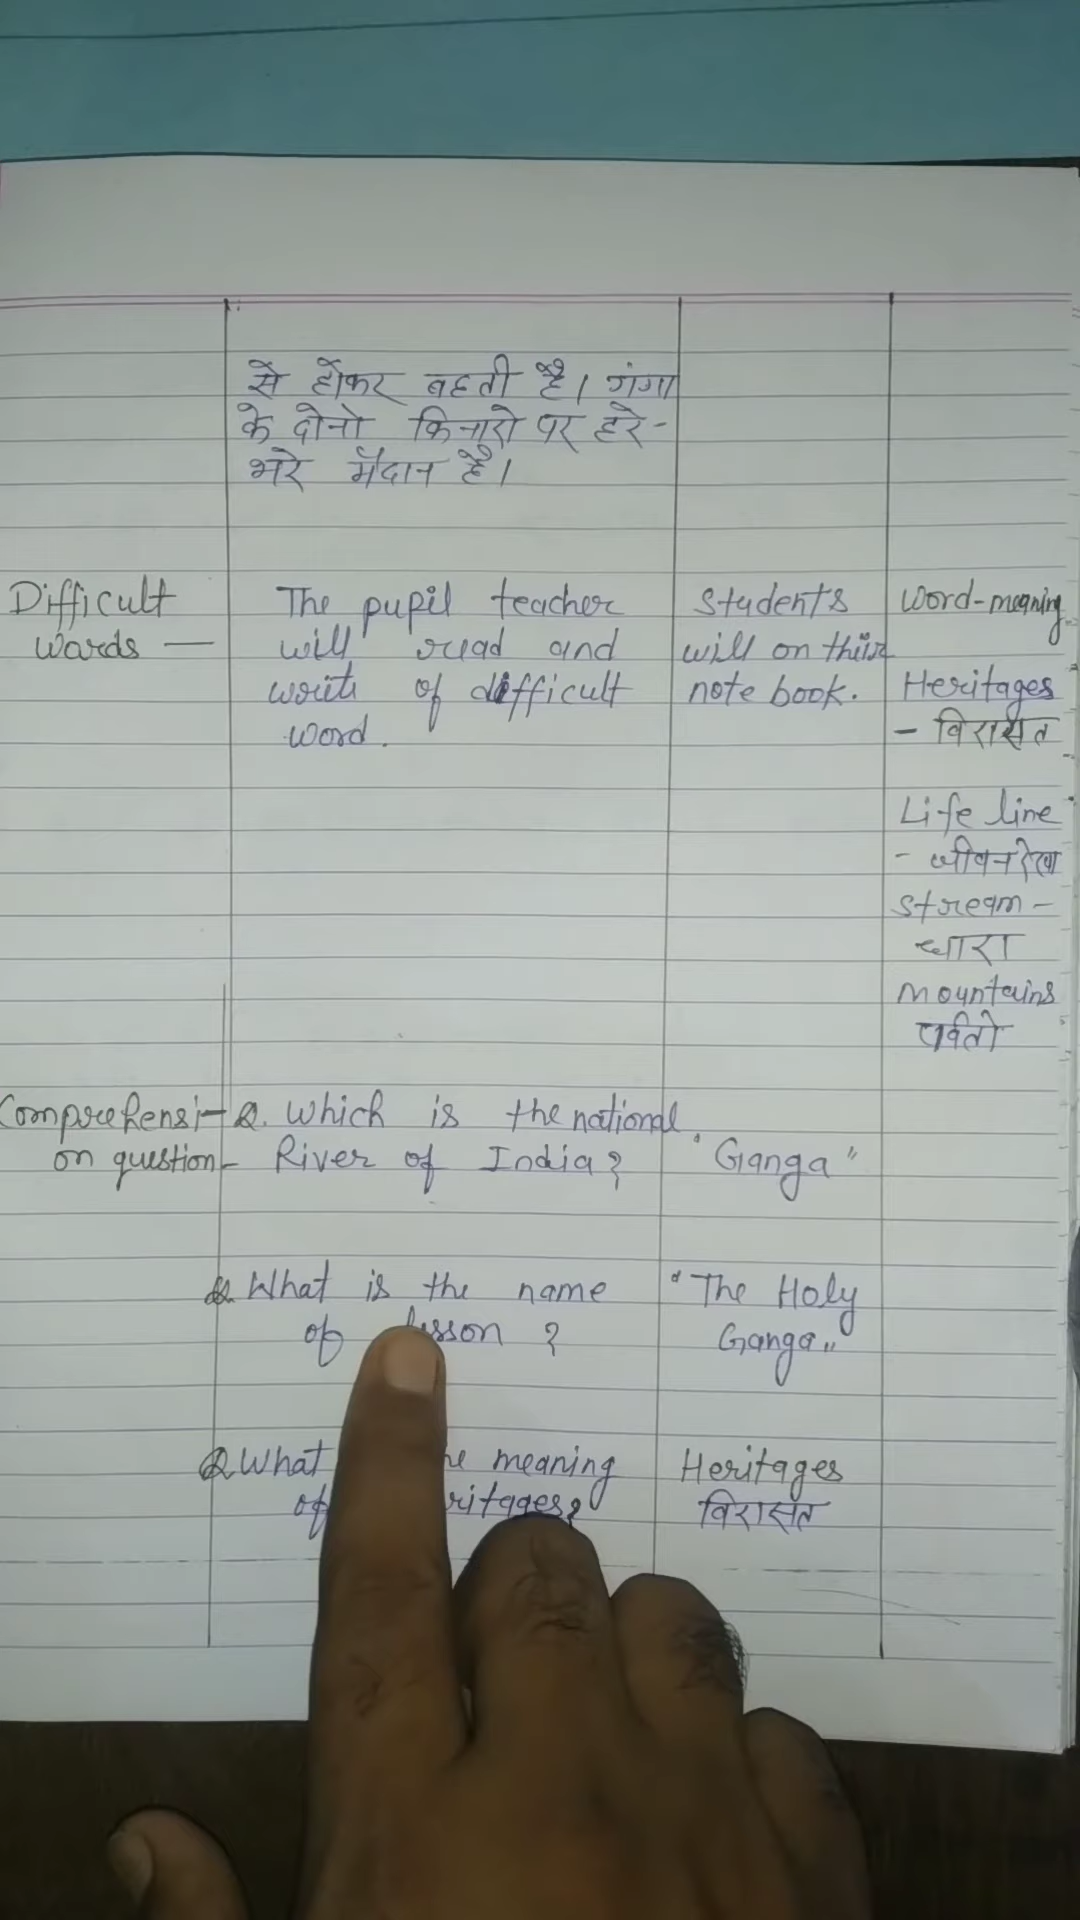 से होकर बहती है। गंगा
के दोनो किनारो पर हरे-
भरे मैदान है।
Difficult
Wards —
The pupil teacher
will read and
write of difficult
word.
Students
will on their
note book.
Word-meaning
Heritages
- विरासत
Life line
- जीवन रेखा
Stream -
धारा
Mountains
पर्वतो
Comprehensi-
on question-
Q. Which is the national
River of India?
"Ganga"
Q. What is the name
of lesson ?
"The Holy
Ganga"
Q What meaning
of
Heritages
विरासत